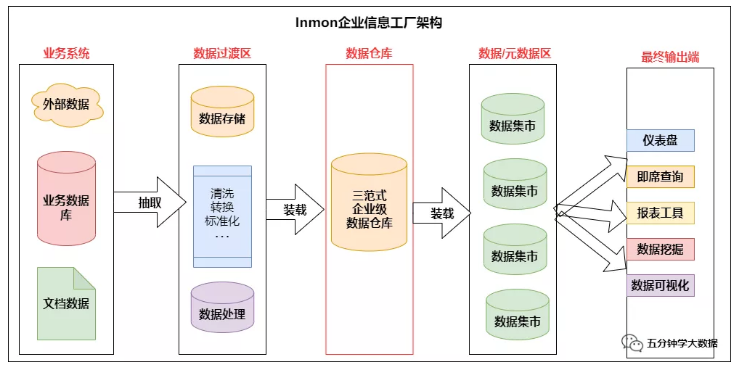 Inmon企业信息工厂架构
业务系统
数据过渡区
数据仓库
数据/元数据区
最终输出端
外部数据
业务数据
库
文档数据
抽取
数据存储
清洗
转换
标准化
...
数据处理
装载
三范式
企业级
数据仓库
装载
数据集市
数据集市
数据集市
数据集市
仪表盘
即席查询
报表工具
数据挖掘
数据可视化
五分钟学大数据